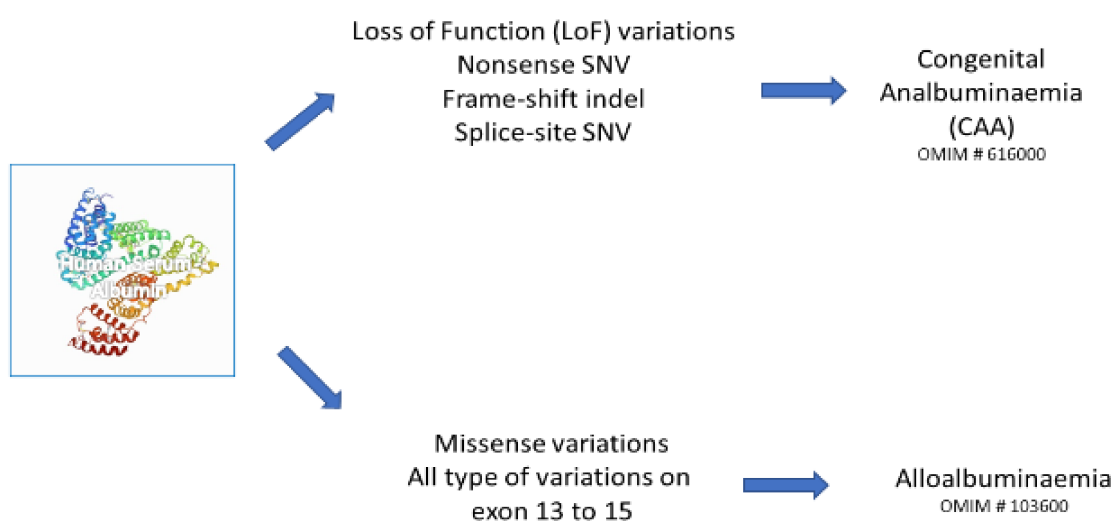 Loss of Function (LoF) variations
Nonsense SNV
Frame-shift indel
Splice-site SNV
Congenital
Analbuminaemia
(CAA)
OMIM # 616000
Human Serum
Albumin
Missense variations
All type of variations on
exon 13 to 15
Alloalbuminaemia
OMIM # 103600